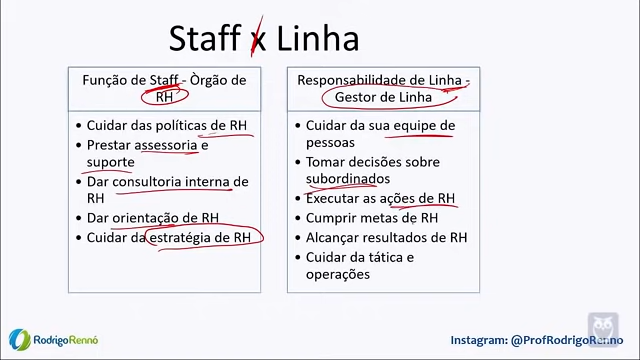 Staff x Linha
Função de Staff - Òrgão de
RH
• Cuidar das políticas de RH
• Prestar assessoria e
suporte
• Dar consultoria interna de
RH
• Dar orientação de RH
• Cuidar da estratégia de RH
Responsabilidade de Linha -
Gestor de Linha
• Cuidar da sua equipe de
pessoas
• Tomar decisões sobre
subordinados
• Executar as ações de RH
• Cumprir metas de RH
• Alcançar resultados de RH
• Cuidar da tática e
operações
RodrigoRennó
Instagram: @ProfRodrigoRenno